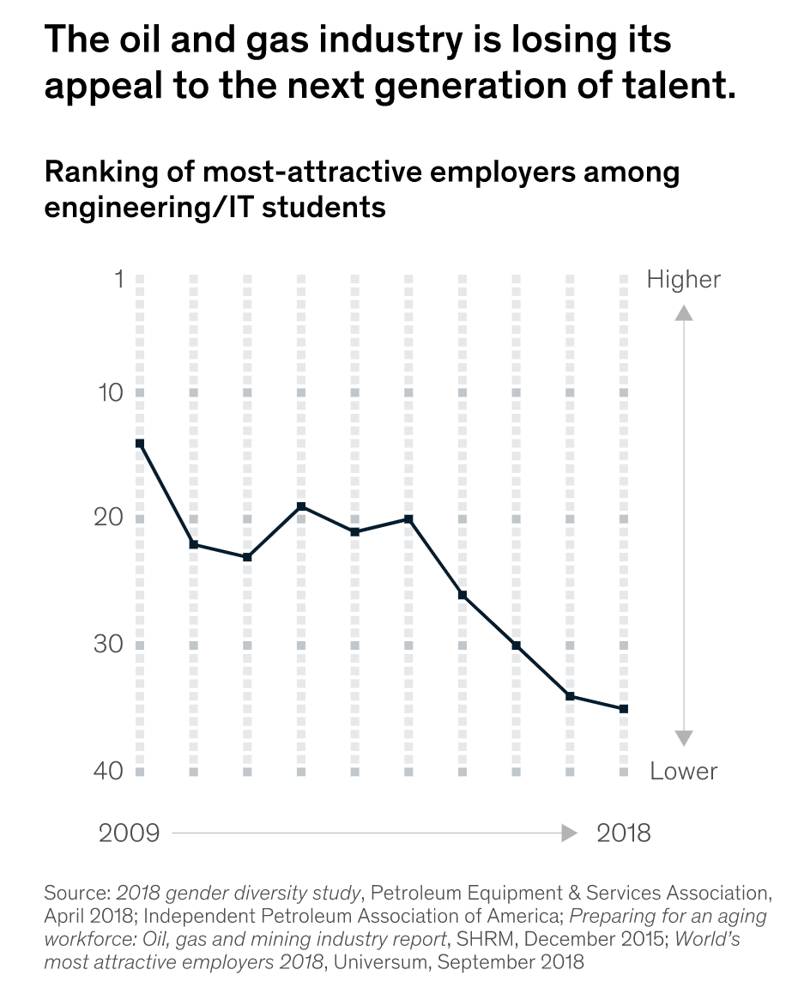 The oil and gas industry is losing its
appeal to the next generation of talent.
Ranking of most-attractive employers among
engineering/IT students
1
Higher
10
20
30
40
Lower
2009
2018
Source: 2018 gender diversity study, Petroleum Equipment & Services Association,
April 2018; Independent Petroleum Association of America; Preparing for an aging
workforce: Oil, gas and mining industry report, SHRM, December 2015; World’s
most attractive employers 2018, Universum, September 2018